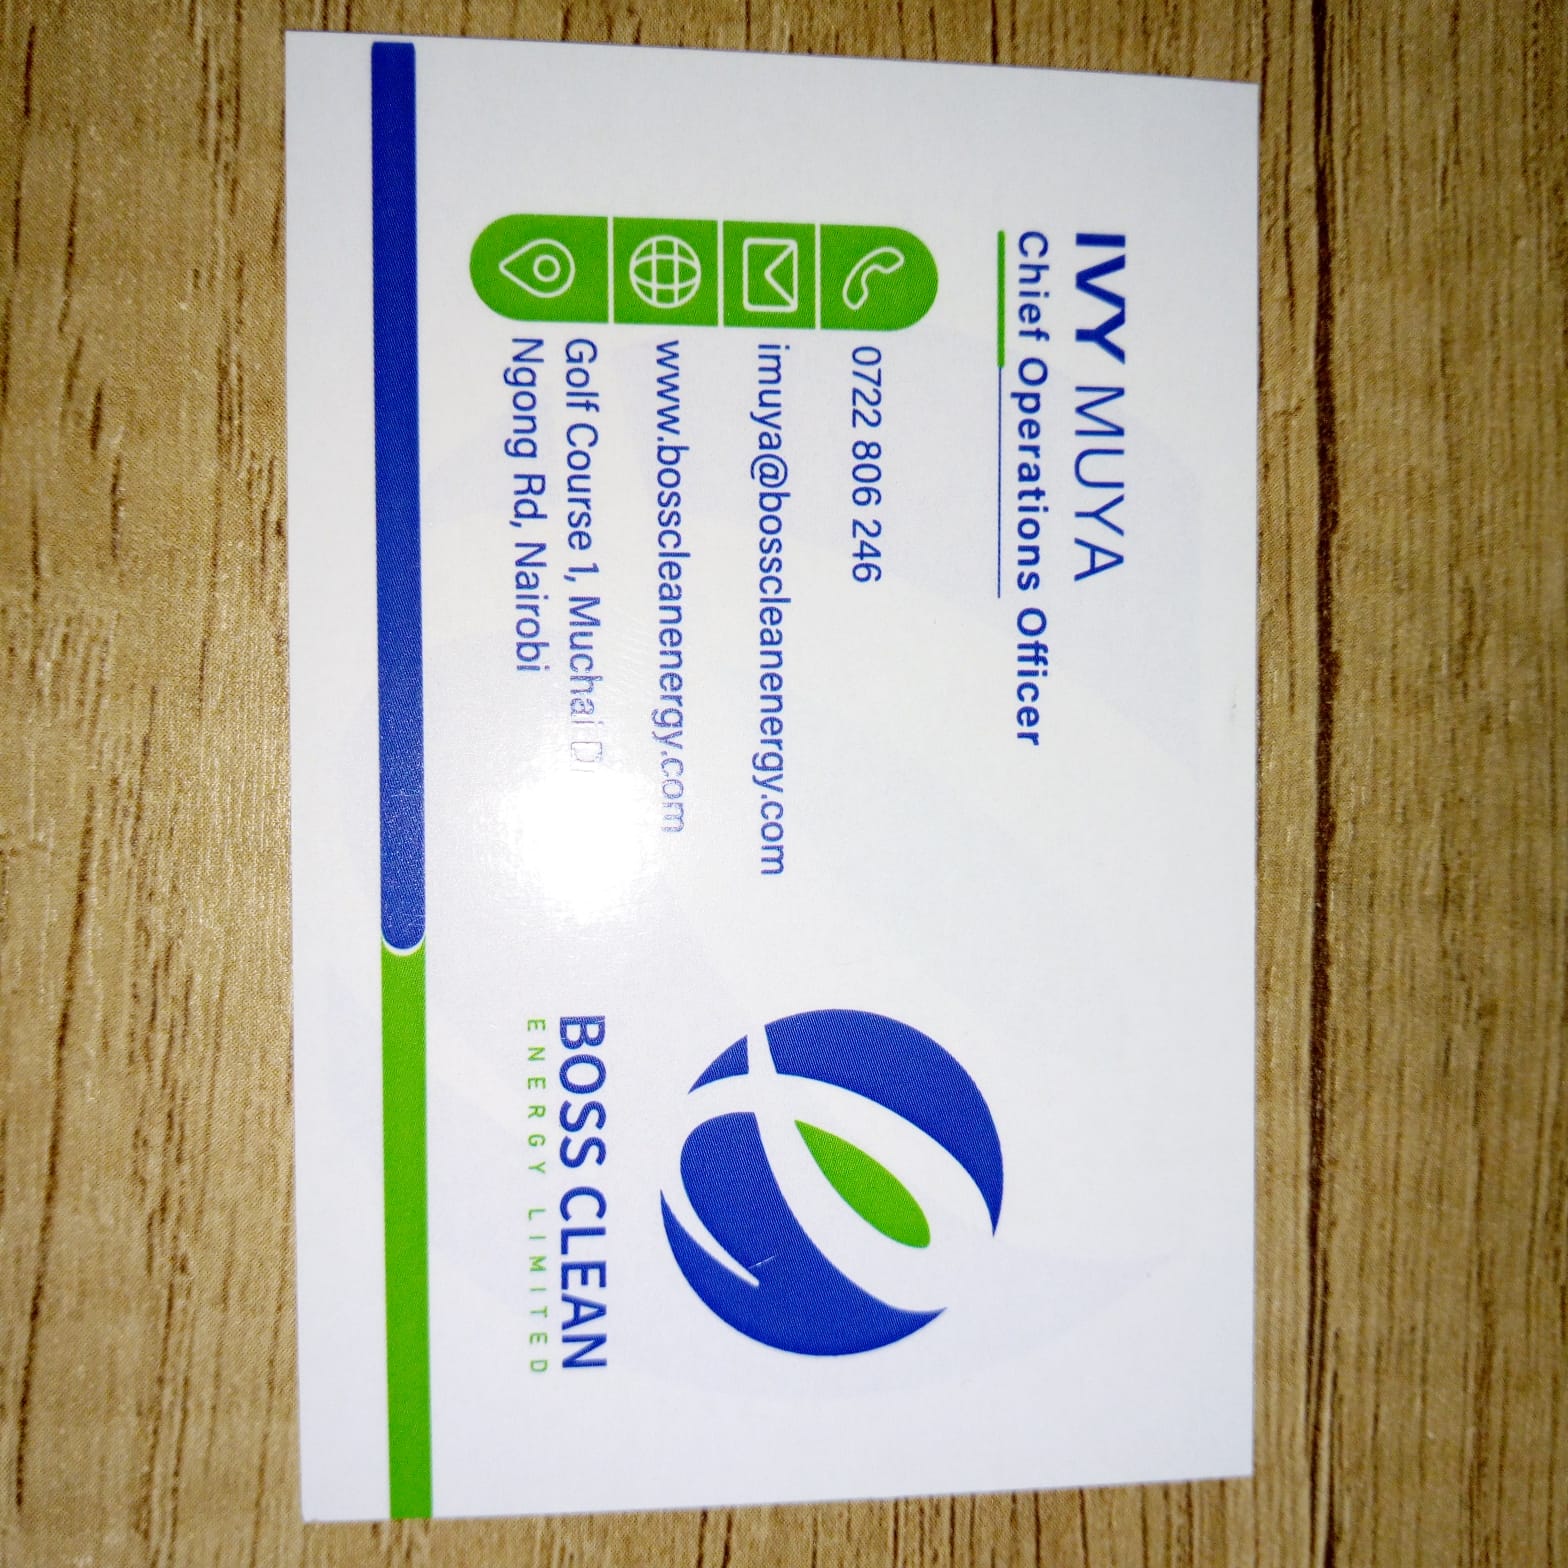 IVY MUYA
Chief Operations Officer
0722 806 246
imuya@bosscleanenergy.com
www.bosscleanenergy.com
Golf Course 1, Muchai
Ngong Rd, Nairobi
BOSS CLEAN
ENERGY LIMITED